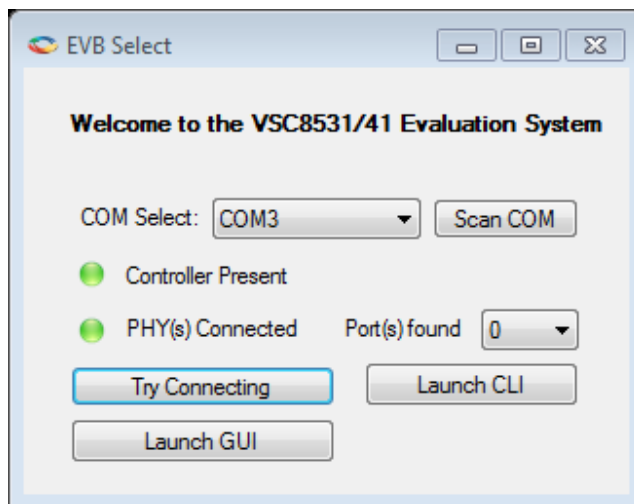 EVB Select
Welcome to the VSC8531/41 Evaluation System
COM Select: COM3 Scan COM
Controller Present
PHY(s) Connected Port(s) found 0
Try Connecting Launch CLI
Launch GUI